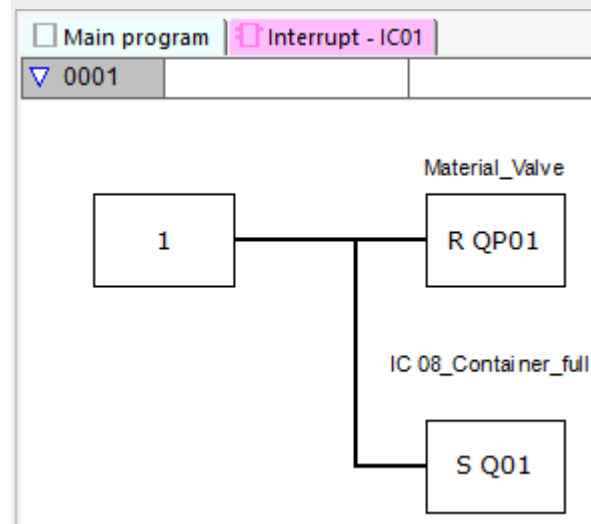 Main program Interrupt - IC01
0001
Material_Valve
1 R QP01
IC 08_Container_full
S Q01